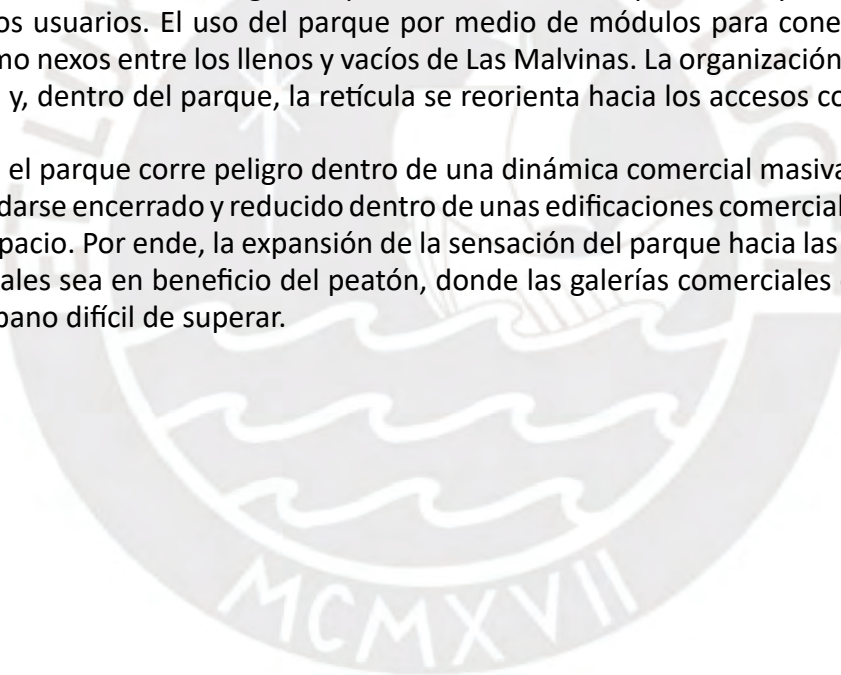 os usuarios. El uso del parque por medio de módulos para cone
mo nexos entre los llenos y vacíos de Las Malvinas. La organización
y, dentro del parque, la retícula se reorienta hacia los accesos co
el parque corre peligro dentro de una dinámica comercial masiva
darse encerrado y reducido dentro de unas edificaciones comercial
pacio. Por ende, la expansión de la sensación del parque hacia las
ales sea en beneficio del peatón, donde las galerías comerciales
bano difícil de superar.
MCMXVII